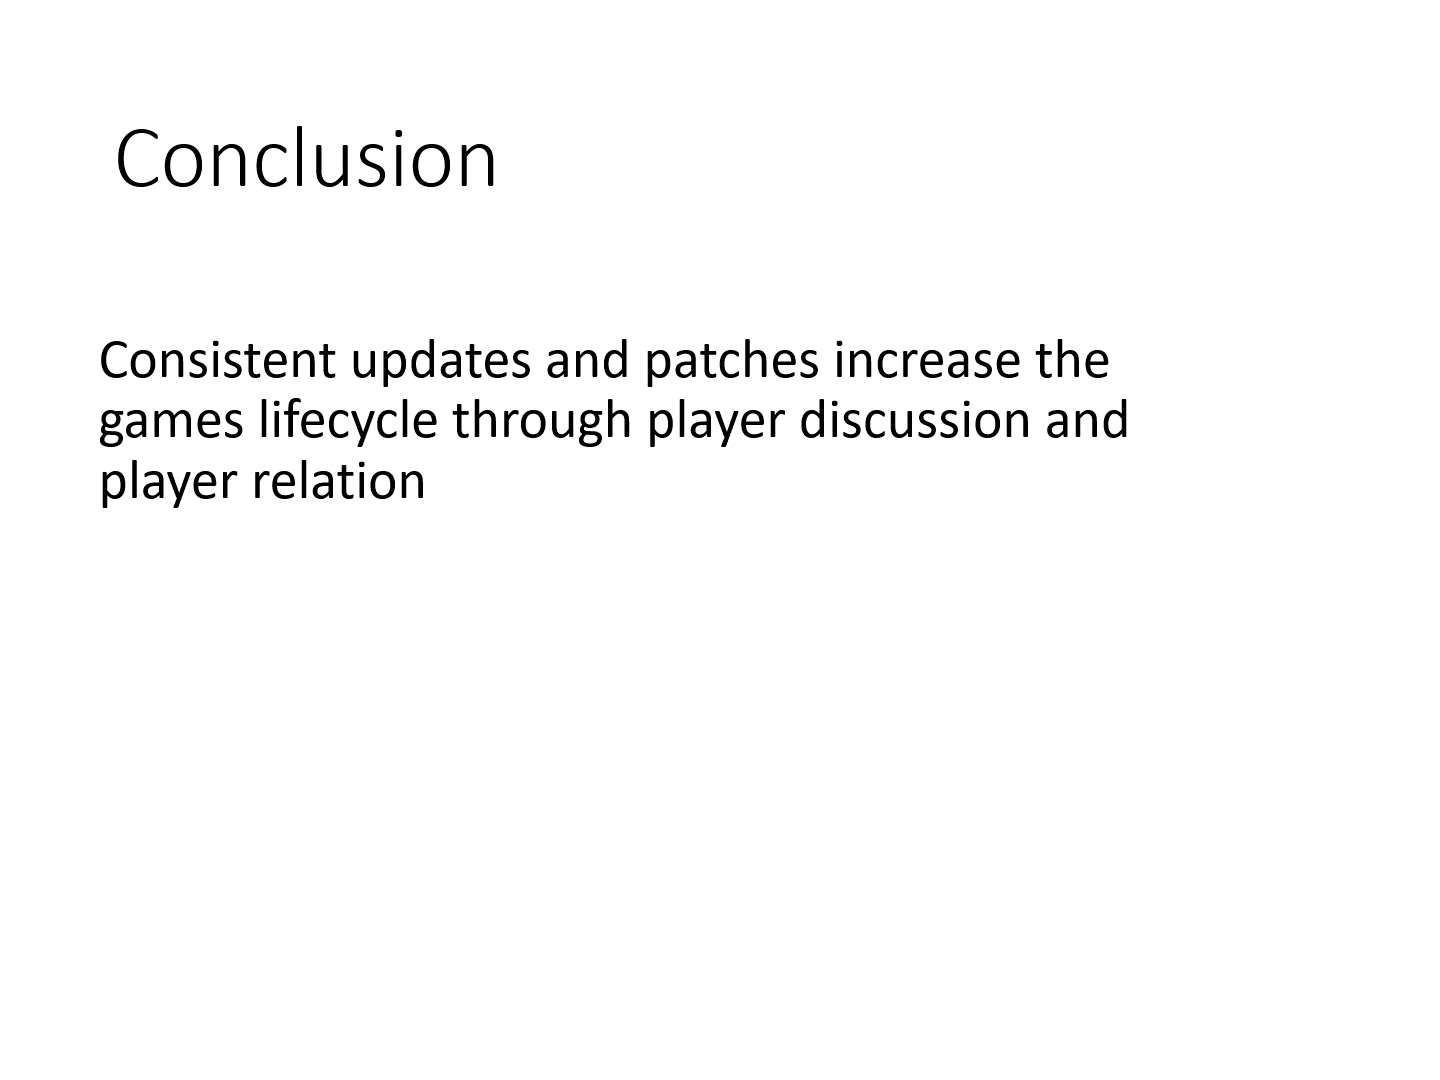 Conclusion
Consistent updates and patches increase the
games lifecycle through player discussion and
player relation